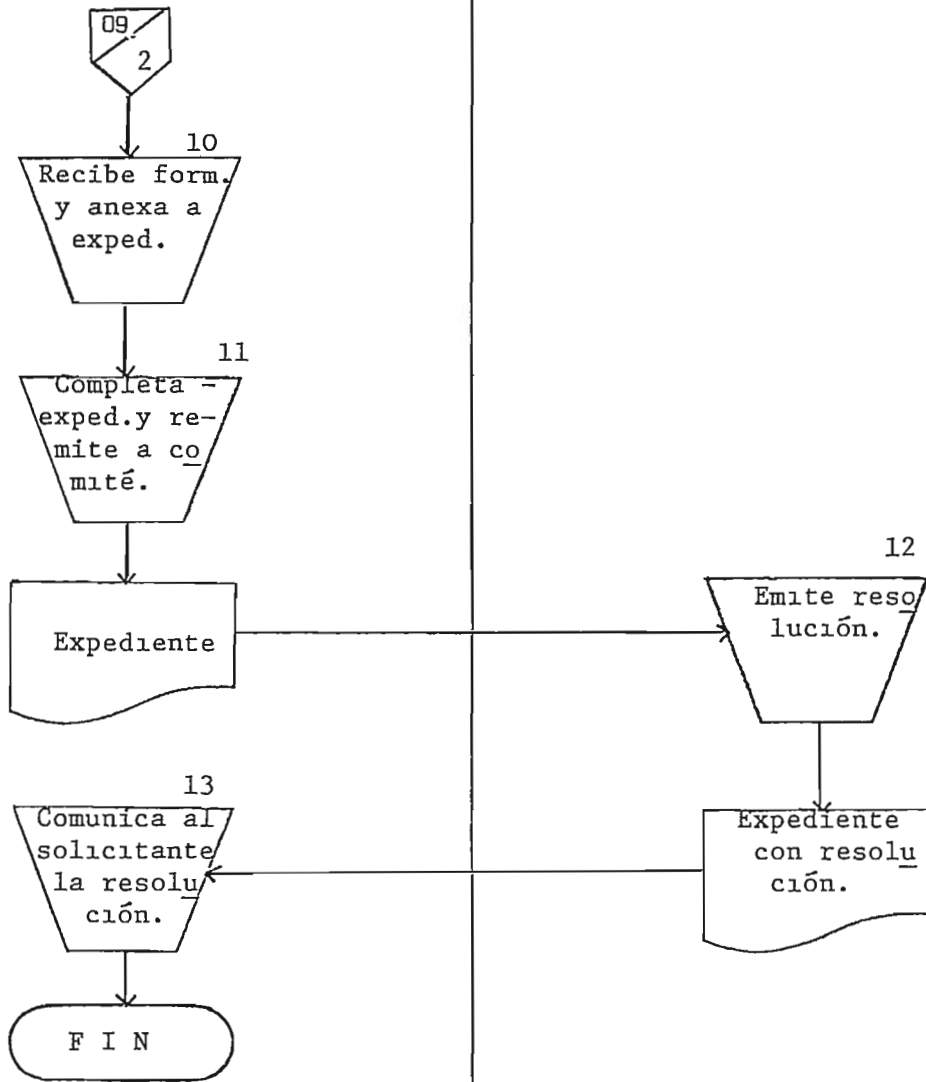 09
2
10
Recibe form.
y anexa a
exped.
11
Completa -
exped.y re-
mite a co
mité.
Expediente
12
Emite reso
lución.
Expediente
con resolu
ción.
13
Comunica al
solicitante
la resolu
ción.
F I N